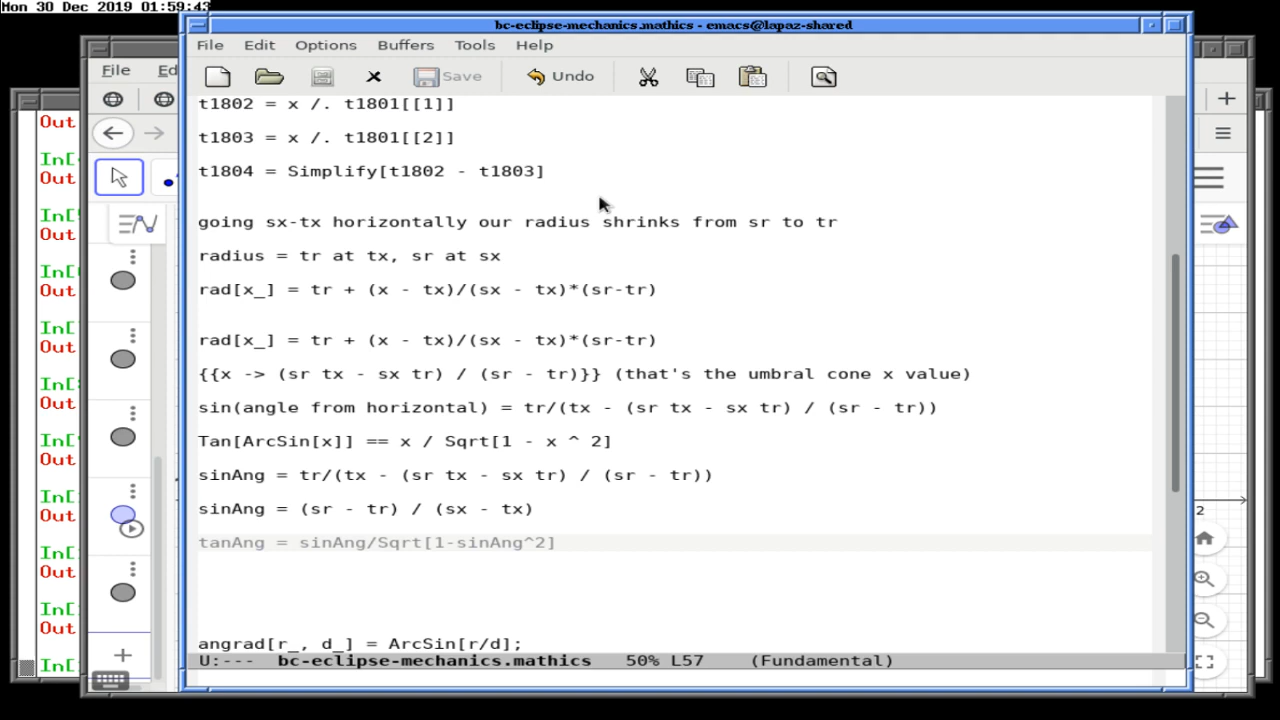 Mon 30 Dec 2019 01:59:43
bc-eclipse-mechanics.mathics - emacs@lapaz-shared
File Edit Options Buffers Tools Help
Save Undo
File Ed
t1802 = x /. t1801[[1]]
t1803 = x /. t1801[[2]]
t1804 = Simplify[t1802 - t1803]
going sx-tx horizontally our radius shrinks from sr to tr
radius = tr at tx, sr at sx
rad[x_] = tr + (x - tx)/(sx - tx)*(sr-tr)
rad[x_] = tr + (x - tx)/(sx - tx)*(sr-tr)
{{x -> (sr tx - sx tr) / (sr - tr)}} (that's the umbral cone x value)
sin(angle from horizontal) = tr/(tx - (sr tx - sx tr) / (sr - tr))
Tan[ArcSin[x]] == x / Sqrt[1 - x ^ 2]
sinAng = tr/(tx - (sr tx - sx tr) / (sr - tr))
sinAng = (sr - tr) / (sx - tx)
tanAng = sinAng/Sqrt[1-sinAng^2]
angrad[r_, d_] = ArcSin[r/d];
U:--- bc-eclipse-mechanics.mathics 50% L57 (Fundamental)
Out
In[
Out
In[
Out
In[
Out
In[
Out
In[
Out
In[
Out
In[
Out
In[
Out
In[
Out
In[
2